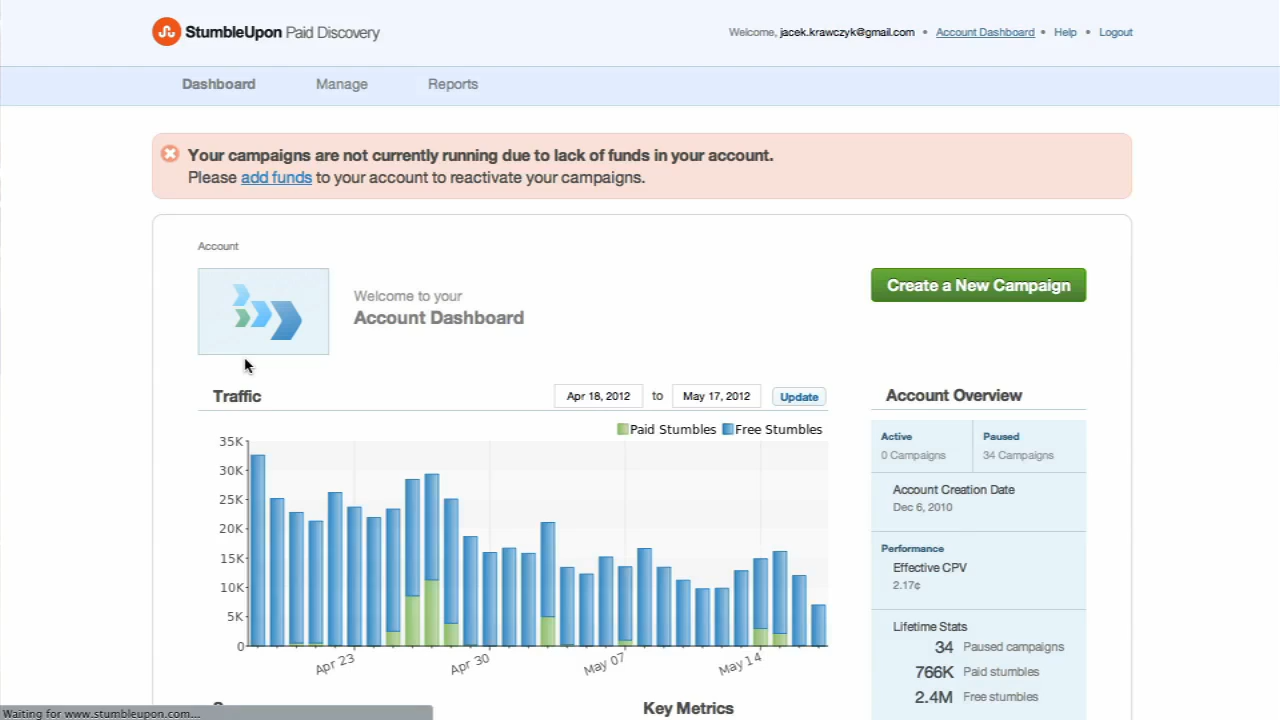 StumbleUpon Paid Discovery
Welcome, jacek.krawczyk@gmail.com • Account Dashboard • Help • Logout
Dashboard Manage Reports
Your campaigns are not currently running due to lack of funds in your account.
Please add funds to your account to reactivate your campaigns.
Account
Welcome to your
Account Dashboard
Create a New Campaign
Traffic
Apr 18, 2012 to May 17, 2012 Update
Paid Stumbles Free Stumbles
35K
30K
25K
20K
15K
10K
5K
0
Apr 23 Apr 30 May 07 May 14
Account Overview
Active Paused
0 Campaigns 34 Campaigns
Account Creation Date
Dec 6, 2010
Performance
Effective CPV
2.17¢
Lifetime Stats
34 Paused campaigns
766K Paid stumbles
2.4M Free stumbles
Key Metrics
Waiting for www.stumbleupon.com...